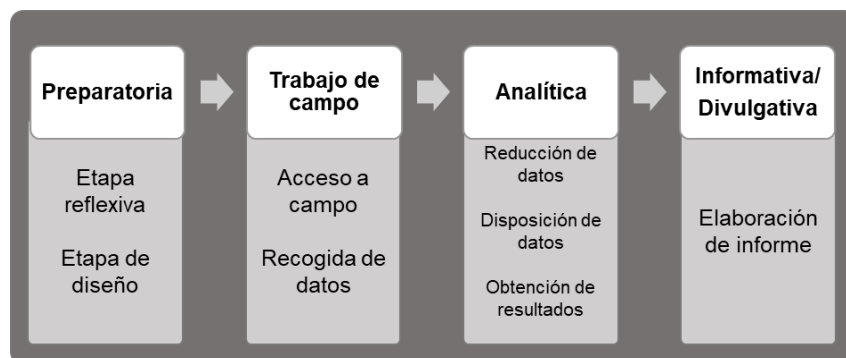 Preparatoria
Etapa
reflexiva
Etapa de
diseño
Trabajo de
campo
Acceso a
campo
Recogida de
datos
Analítica
Reducción de
datos
Disposición de
datos
Obtención de
resultados
Informativa/
Divulgativa
Elaboración
de informe